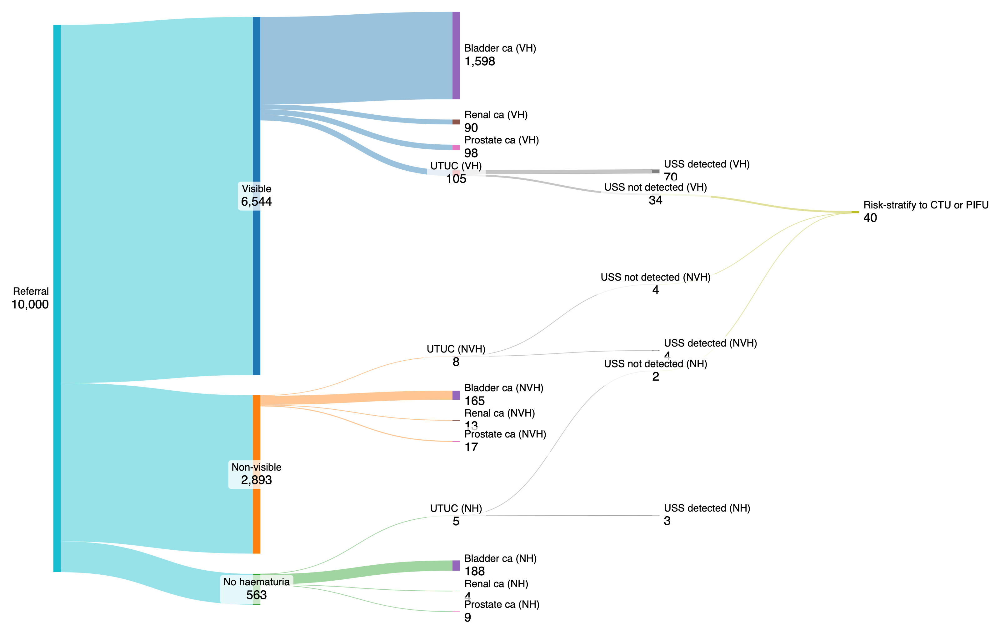 Bladder ca (VH)
1,598
Renal ca (VH)
90
Prostate ca (VH)
98
UTUC (VH)
105
USS detected (VH)
70
USS not detected (VH)
34
Visible
6,544
Risk-stratify to CTU or PIFU
40
Referral
10,000
USS not detected (NVH)
4
UTUC (NVH)
8
USS detected (NVH)
4
USS not detected (NH)
2
Bladder ca (NVH)
165
Renal ca (NVH)
13
Prostate ca (NVH)
17
Non-visible
2,893
UTUC (NH)
5
USS detected (NH)
3
Bladder ca (NH)
188
No haematuria
563
Renal ca (NH)
4
Prostate ca (NH)
9